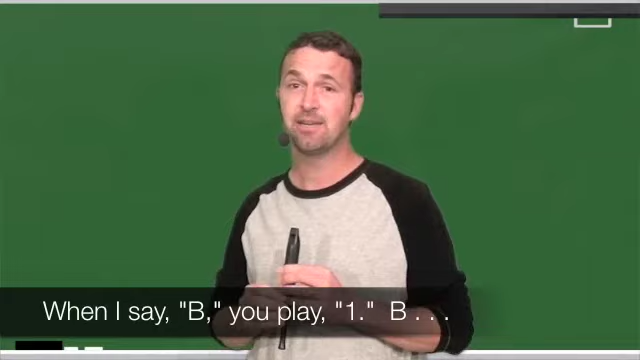 When I say, "B," you play, "1."  B . . .